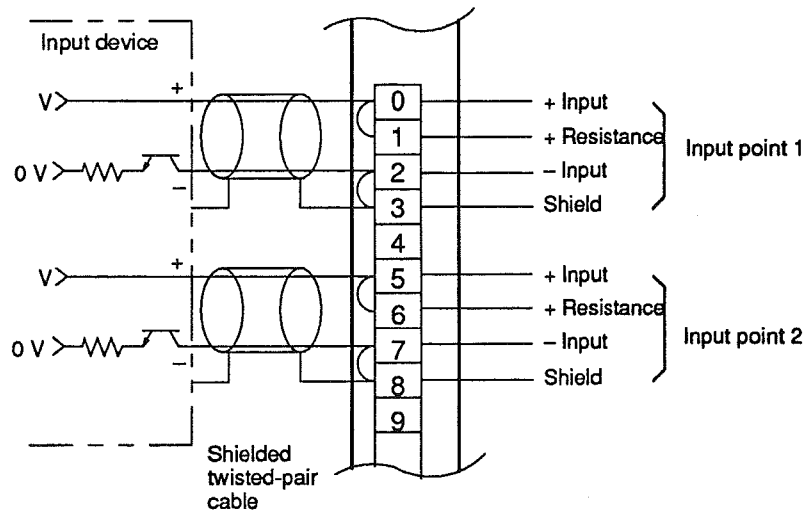 Input device
V
+
0 V
–
0
1
2
3
4
5
6
7
8
9
+ Input
+ Resistance
– Input
Shield
Input point 1
V
+
0 V
–
+ Input
+ Resistance
– Input
Shield
Input point 2
Shielded
twisted-pair
cable